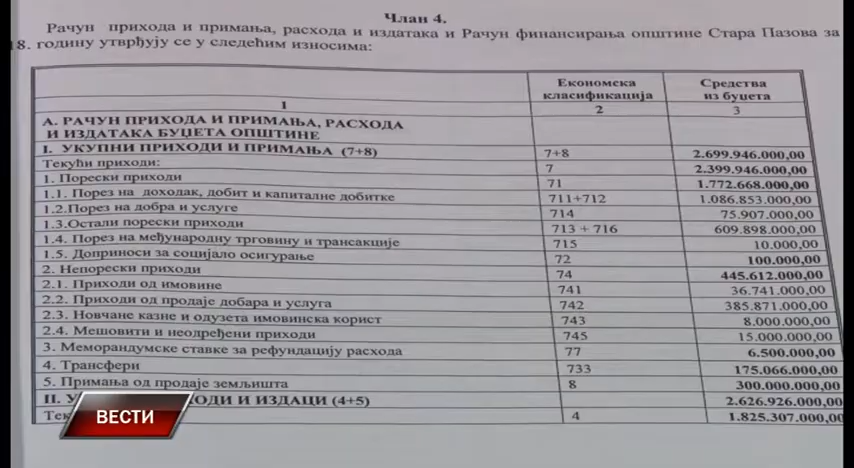 Члан 4.
Рачун прихода и примања, расхода и издатака и Рачун финансирања општине Стара Пазова за
18. годину утврђују се у следећим износима:
Економска класификација Средства из буџета
1 2 3
А. РАЧУН ПРИХОДА И ПРИМАЊА, РАСХОДА
И ИЗДАТАКА БУЏЕТА ОПШТИНЕ
I. УКУПНИ ПРИХОДИ И ПРИМАЊА (7+8) 7+8 2.699.946.000,00
Текући приходи: 7 2.399.946.000,00
1. Порески приходи 71 1.772.668.000,00
1.1. Порез на доходак, добит и капиталне добитке 711+712 1.086.853.000,00
1.2.Порез на добра и услуге 714 75.907.000,00
1.3.Остали порески приходи 713 + 716 609.898.000,00
1.4. Порез на међународну трговину и трансакције 715 10.000,00
1.5. Доприноси за социјало осигурање 72 100.000,00
2. Непорески приходи 74 445.612.000,00
2.1. Приходи од имовине 741 36.741.000,00
2.2. Приходи од продаје добара и услуга 742 385.871.000,00
2.3. Новчане казне и одузета имовинска корист 743 8.000.000,00
2.4. Мешовити и неодређени приходи 745 15.000.000,00
3. Меморандумске ставке за рефундацију расхода 77 6.500.000,00
4. Трансфери 733 175.066.000,00
5. Примања од продаје земљишта 8 300.000.000,00
II. У ОДИ И ИЗДАЦИ (4+5) 2.626.926.000,00
Тек 4 1.825.307.000,00
ВЕСТИ